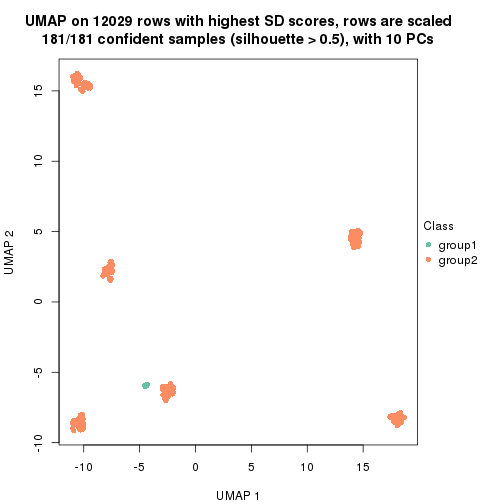 UMAP on 12029 rows with highest SD scores, rows are scaled
181/181 confident samples (silhouette > 0.5), with 10 PCs
15
10
5
0
-5
-10
UMAP 2
-10
-5
0
5
10
15
UMAP 1
Class
group1
group2